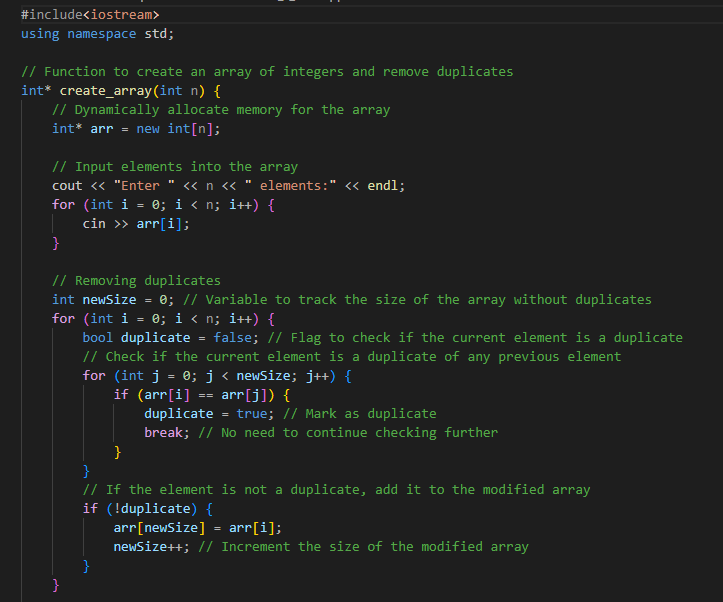 #include<iostream>
using namespace std;
// Function to create an array of integers and remove duplicates
int* create_array(int n) {
// Dynamically allocate memory for the array
int* arr = new int[n];
// Input elements into the array
cout << "Enter " << n << " elements:" << endl;
for (int i = 0; i < n; i++) {
cin >> arr[i];
}
// Removing duplicates
int newSize = 0; // Variable to track the size of the array without duplicates
for (int i = 0; i < n; i++) {
bool duplicate = false; // Flag to check if the current element is a duplicate
// Check if the current element is a duplicate of any previous element
for (int j = 0; j < newSize; j++) {
if (arr[i] == arr[j]) {
duplicate = true; // Mark as duplicate
break; // No need to continue checking further
}
}
// If the element is not a duplicate, add it to the modified array
if (!duplicate) {
arr[newSize] = arr[i];
newSize++; // Increment the size of the modified array
}
}